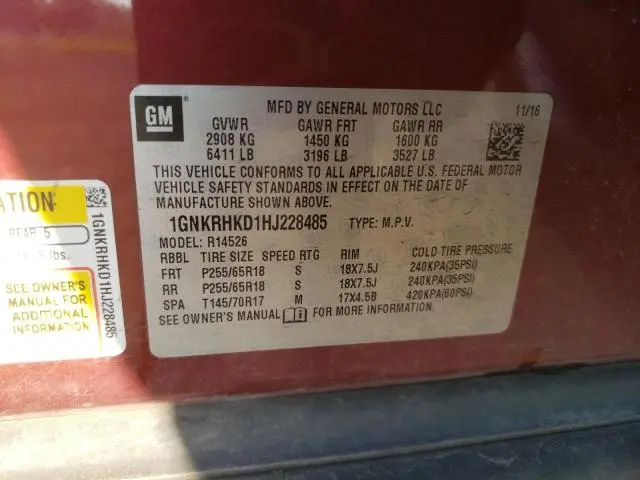 GM
MFD BY GENERAL MOTORS LLC 11/16
GVWR GAWR FRT GAWR RR
2908 KG 1450 KG 1600 KG
6411 LB 3196 LB 3527 LB
THIS VEHICLE CONFORMS TO ALL APPLICABLE U.S. FEDERAL MOTOR
VEHICLE SAFETY STANDARDS IN EFFECT ON THE DATE OF
MANUFACTURE SHOWN ABOVE.
1GNKRHKD1HJ228485 TYPE: M.P.V.
MODEL: R14526
RBBL TIRE SIZE SPEED RTG RIM COLD TIRE PRESSURE
FRT P255/65R18 S 18X7.5J 240KPA(35PSI)
RR P255/65R18 S 18X7.5J 240KPA(35PSI)
SPA T145/70R17 M 17X4.5B 420KPA(60PSI)
SEE OWNER'S MANUAL FOR MORE INFORMATION.
ATION
REAR 5
lbs.
SEE OWNER'S
MANUAL FOR
ADDITIONAL
INFORMATION
1GNKRHKD1HJ228485